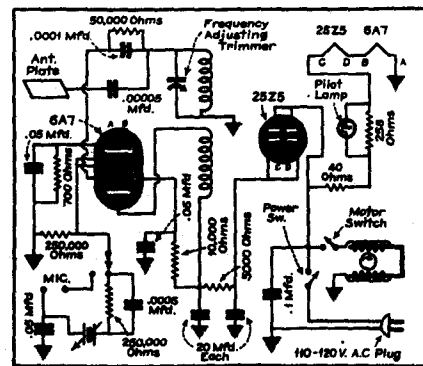 50,000 Ohms
.0001 Mfd.
Ant.
Plate
.00005
Mfd.
Frequency
Adjusting
Trimmer
25Z5
6A7
C
D
B
A
Pilot
Lamp
Ohms
40
Ohms
25Z5
6A7
A
B
.05 Mfd.
700 Ohms
250,000
Ohms
MIC.
.05 Mfd
.0005
Mfd.
250,000
Ohms
.05 Mfd.
10,000
Ohms
5000 Ohms
20 Mfd.
Each
Power
Sw.
Motor
Switch
.1 Mfd.
110-120 V. A.C Plug